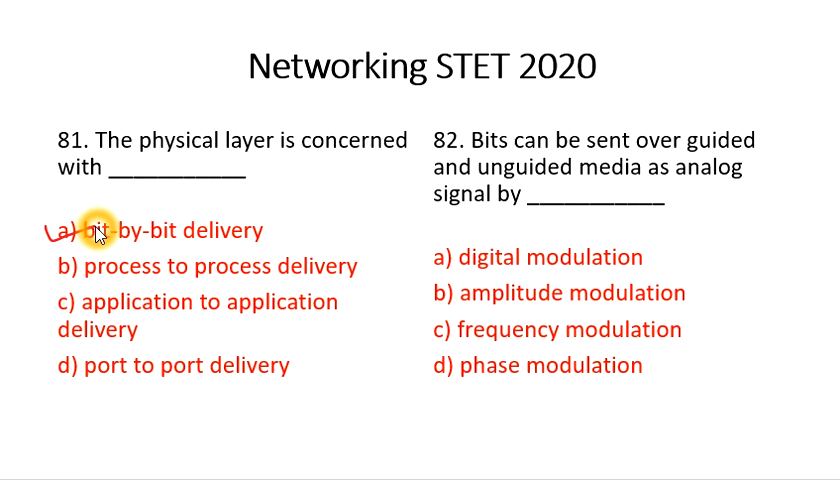 Networking STET 2020
81. The physical layer is concerned
with ___________
a) bit-by-bit delivery
b) process to process delivery
c) application to application
delivery
d) port to port delivery
82. Bits can be sent over guided
and unguided media as analog
signal by ___________
a) digital modulation
b) amplitude modulation
c) frequency modulation
d) phase modulation